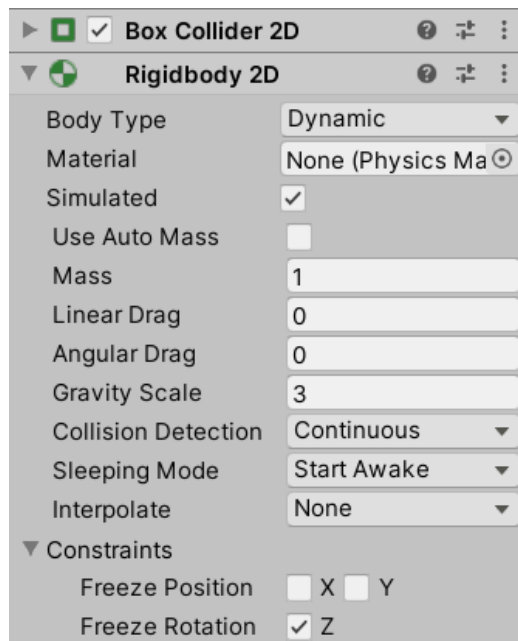 Box Collider 2D
Rigidbody 2D
Body Type Dynamic
Material None (Physics Ma
Simulated
Use Auto Mass
Mass 1
Linear Drag 0
Angular Drag 0
Gravity Scale 3
Collision Detection Continuous
Sleeping Mode Start Awake
Interpolate None
Constraints
Freeze Position X Y
Freeze Rotation Z